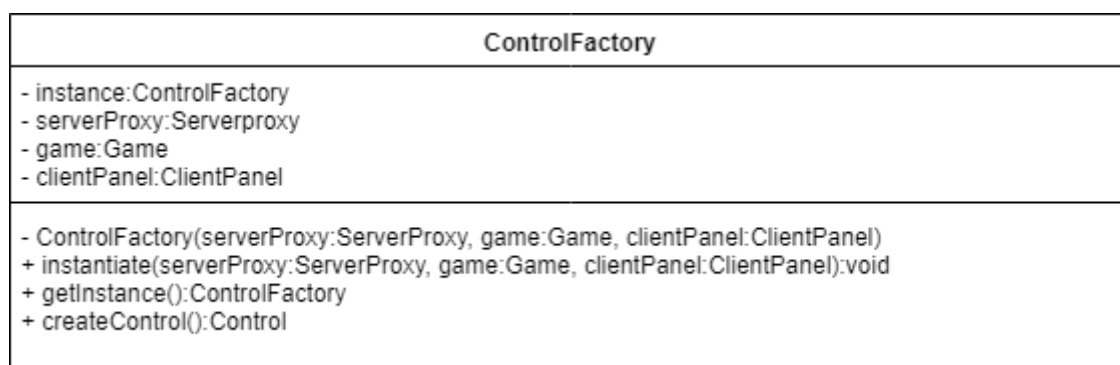 ControlFactory
- instance:ControlFactory
- serverProxy:Serverproxy
- game:Game
- clientPanel:ClientPanel
- ControlFactory(serverProxy:ServerProxy, game:Game, clientPanel:ClientPanel)
+ instantiate(serverProxy:ServerProxy, game:Game, clientPanel:ClientPanel):void
+ getInstance():ControlFactory
+ createControl():Control